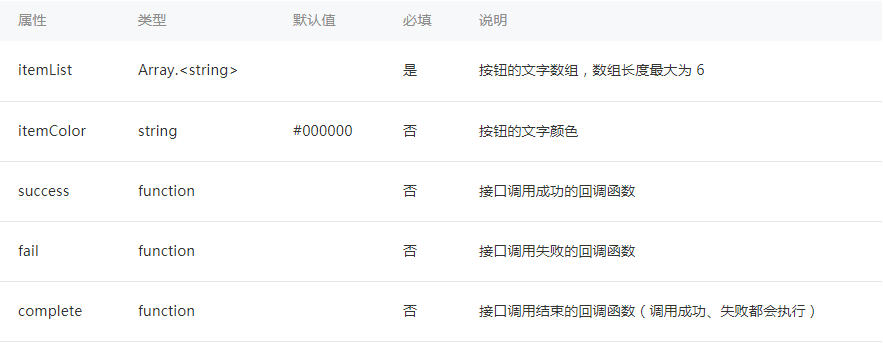 属性 类型 默认值 必填 说明
itemList Array.<string> 是 按钮的文字数组，数组长度最大为 6
itemColor string #000000 否 按钮的文字颜色
success function 否 接口调用成功的回调函数
fail function 否 接口调用失败的回调函数
complete function 否 接口调用结束的回调函数（调用成功、失败都会执行）